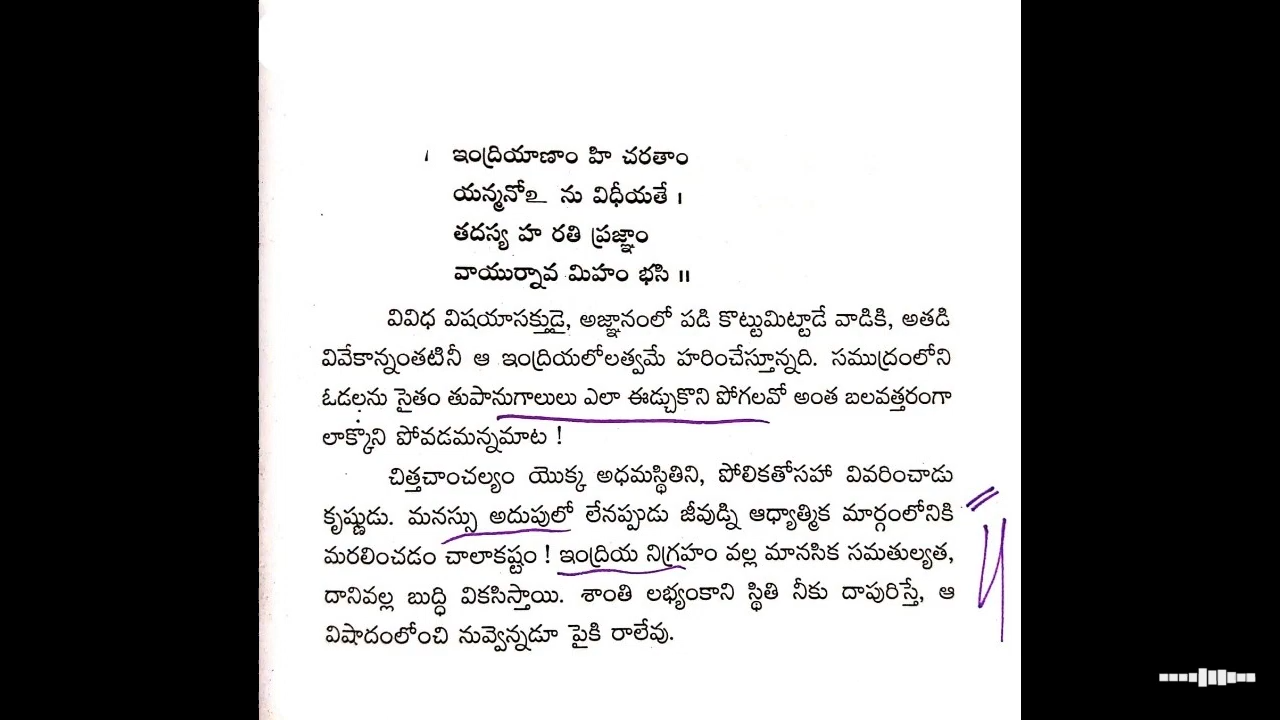 ఇంద్రియాణాం హి చరతాం
యన్మనోఽ ను విధీయతే ।
తదస్య హ రతి ప్రజ్ఞాం
వాయుర్నావ మిహం భసి ॥
వివిధ విషయాసక్తుడై, అజ్ఞానంలో పడి కొట్టుమిట్టాడే వాడికి, అతడి
వివేకాన్నంతటినీ ఆ ఇంద్రియలోలత్వమే హరించేస్తూన్నది. సముద్రంలోని
ఓడలను సైతం తుపానుగాలులు ఎలా ఈడ్చుకొని పోగలవో అంత బలవత్తరంగా
లాక్కొని పోవడమన్నమాట !
చిత్తచాంచల్యం యొక్క అధమస్థితిని, పోలికతోసహా వివరించాడు
కృష్ణుడు. మనస్సు అదుపులో లేనప్పుడు జీవుడ్ని ఆధ్యాత్మిక మార్గంలోనికి
మరలించడం చాలాకష్టం ! ఇంద్రియ నిగ్రహం వల్ల మానసిక సమతుల్యత,
దానివల్ల బుద్ధి వికసిస్తాయి. శాంతి లభ్యంకాని స్థితి నీకు దాపురిస్తే, ఆ
విషాదంలోంచి నువ్వెన్నడూ పైకి రాలేవు.